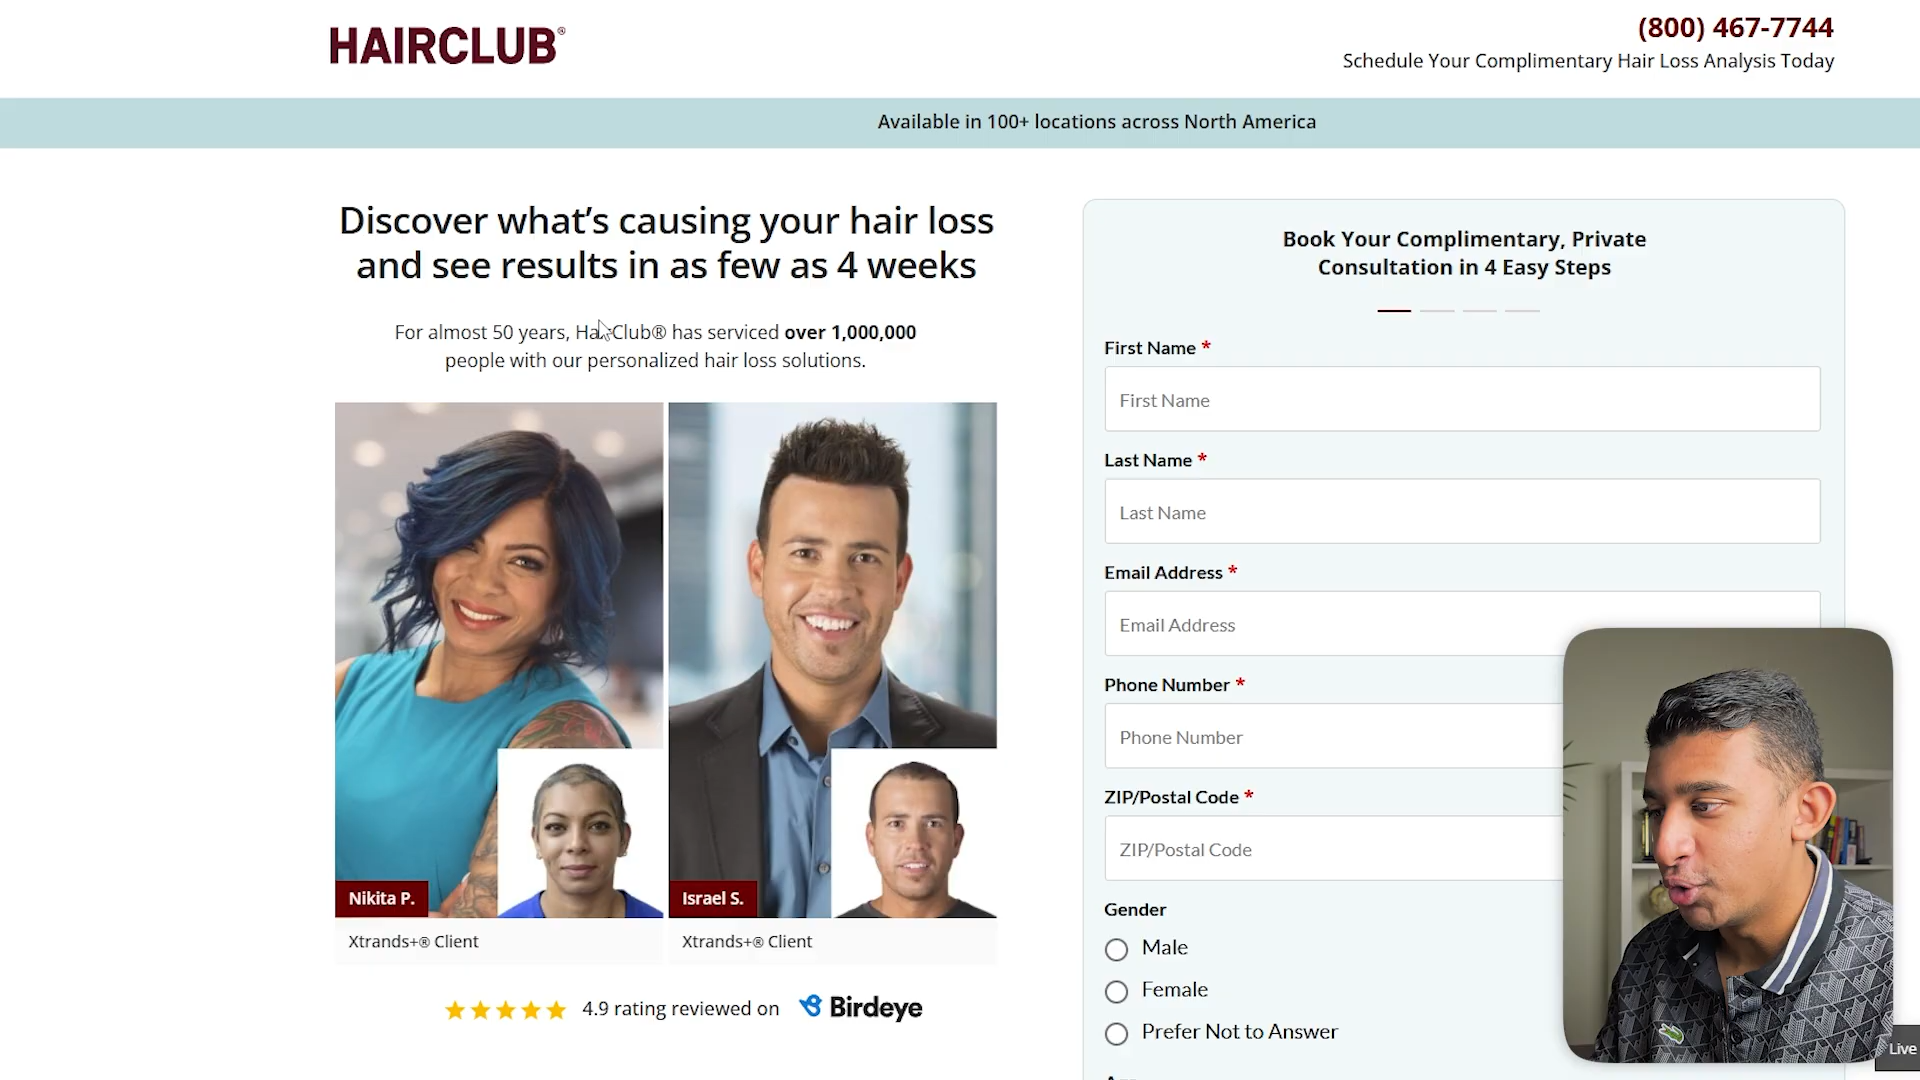 HAIRCLUB®
(800) 467-7744
Schedule Your Complimentary Hair Loss Analysis Today
Available in 100+ locations across North America
Discover what's causing your hair loss
and see results in as few as 4 weeks
For almost 50 years, HairClub® has serviced over 1,000,000
people with our personalized hair loss solutions.
Nikita P.
Xtrands+® Client
Israel S.
Xtrands+® Client
4.9 rating reviewed on Birdeye
Book Your Complimentary, Private
Consultation in 4 Easy Steps
First Name *
First Name
Last Name *
Last Name
Email Address *
Email Address
Phone Number *
Phone Number
ZIP/Postal Code *
ZIP/Postal Code
Gender
Male
Female
Prefer Not to Answer
Live